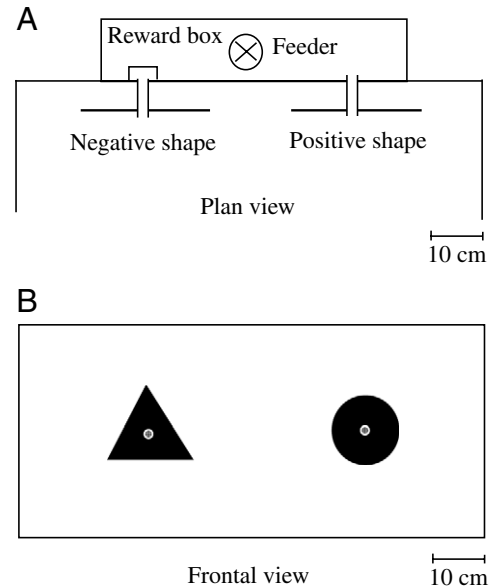 A
Reward box
Feeder
Negative shape
Positive shape
Plan view
10 cm
B
Frontal view
10 cm